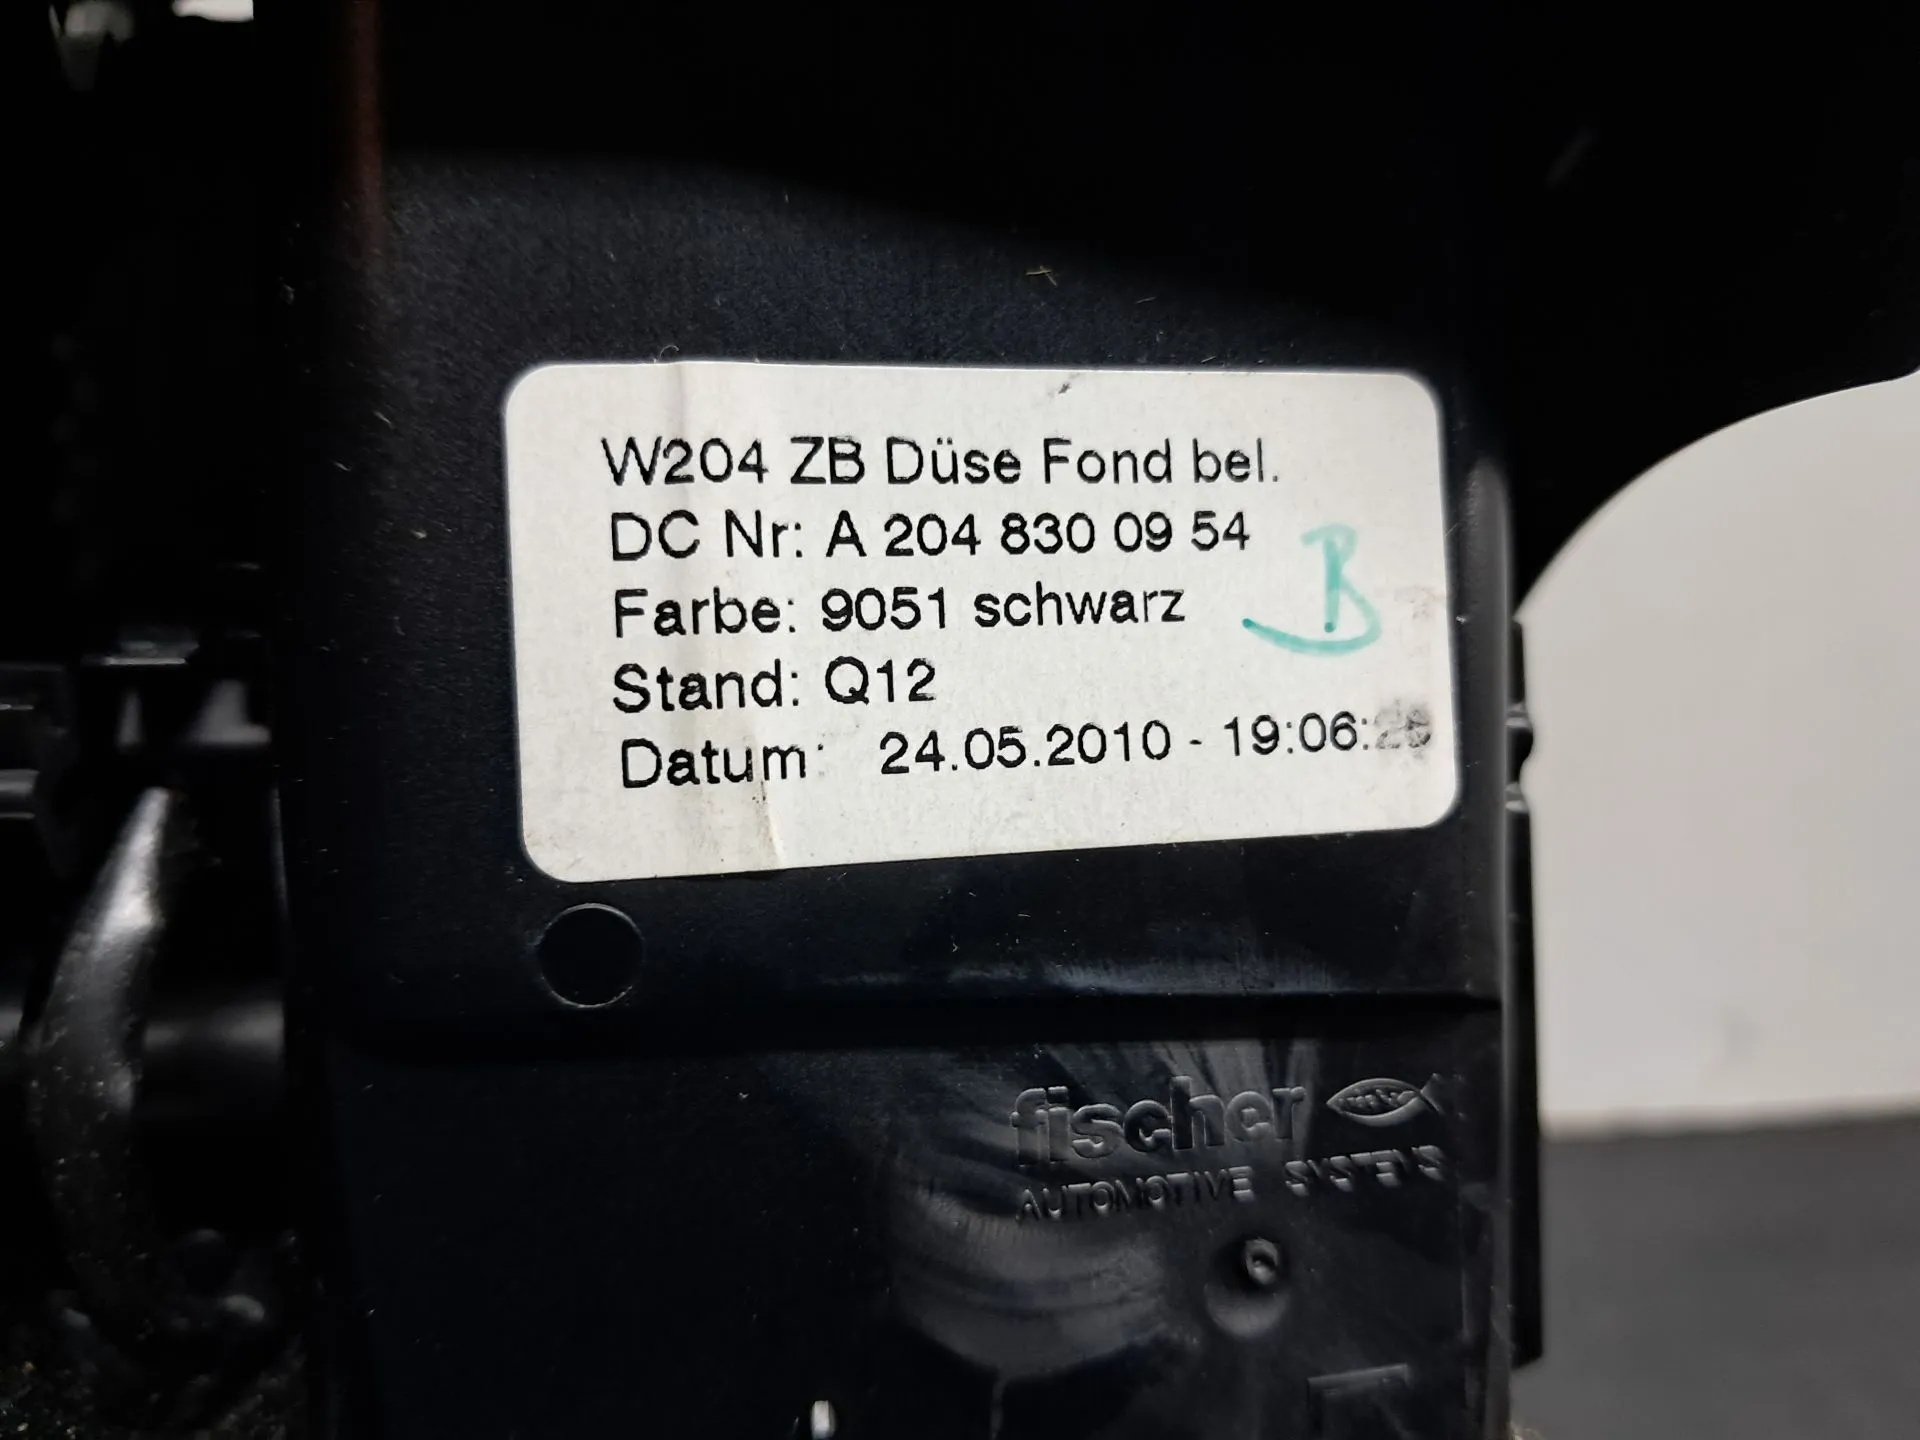 W204 ZB Düse Fond bel.
DC Nr: A 204 830 09 54
Farbe: 9051 schwarz
B
Stand: Q12
Datum: 24.05.2010 - 19:06:
fischer
AUTOMOTIVE SYSTEMS